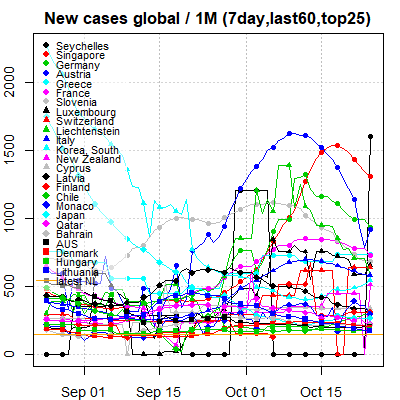 New cases global / 1M (7day,last60,top25)
Seychelles
Singapore
Germany
Austria
Greece
France
Slovenia
Luxembourg
Switzerland
Liechtenstein
Italy
Korea, South
New Zealand
Cyprus
Latvia
Finland
Chile
Monaco
Japan
Qatar
Bahrain
AUS
Denmark
Hungary
Lithuania
latest NL
0
500
1000
1500
2000
Sep 01
Sep 15
Oct 01
Oct 15